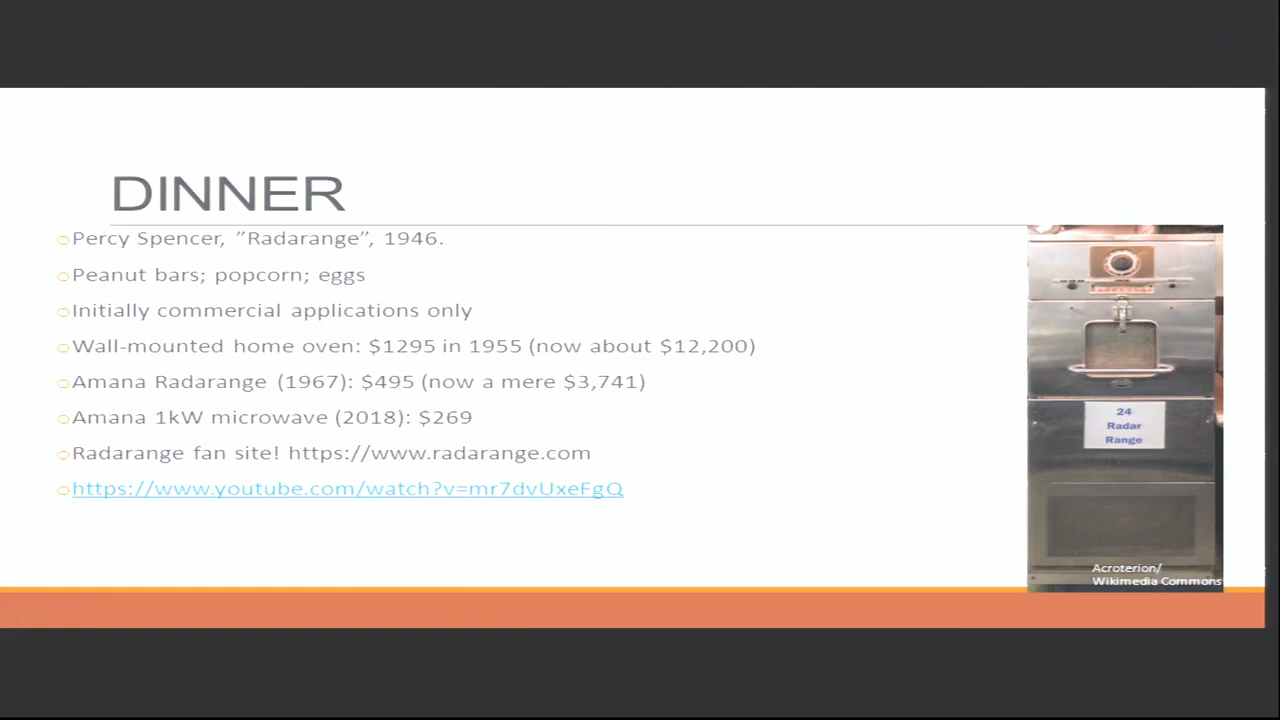 DINNER
Percy Spencer, ”Radarange”, 1946.
Peanut bars; popcorn; eggs
Initially commercial applications only
Wall-mounted home oven: $1295 in 1955 (now about $12,200)
Amana Radarange (1967): $495 (now a mere $3,741)
Amana 1kW microwave (2018): $269
Radarange fan site! https://www.radarange.com
https://www.youtube.com/watch?v=mr7dvUxeFgQ
24
Radar
Range
Acroterion/
Wikimedia Commons